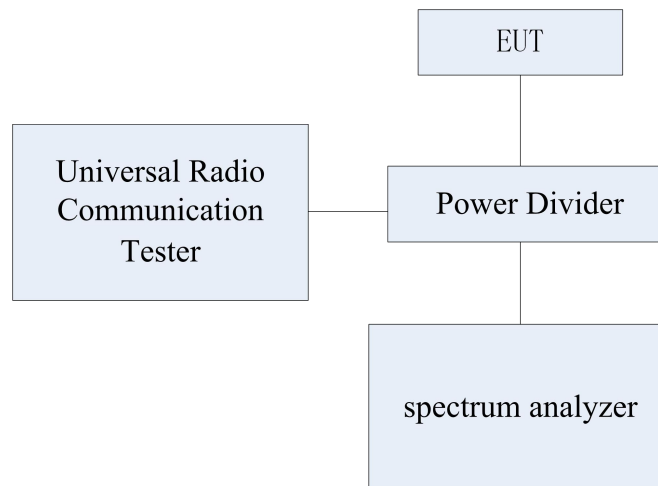 EUT
Universal Radio
Communication
Tester
Power Divider
spectrum analyzer